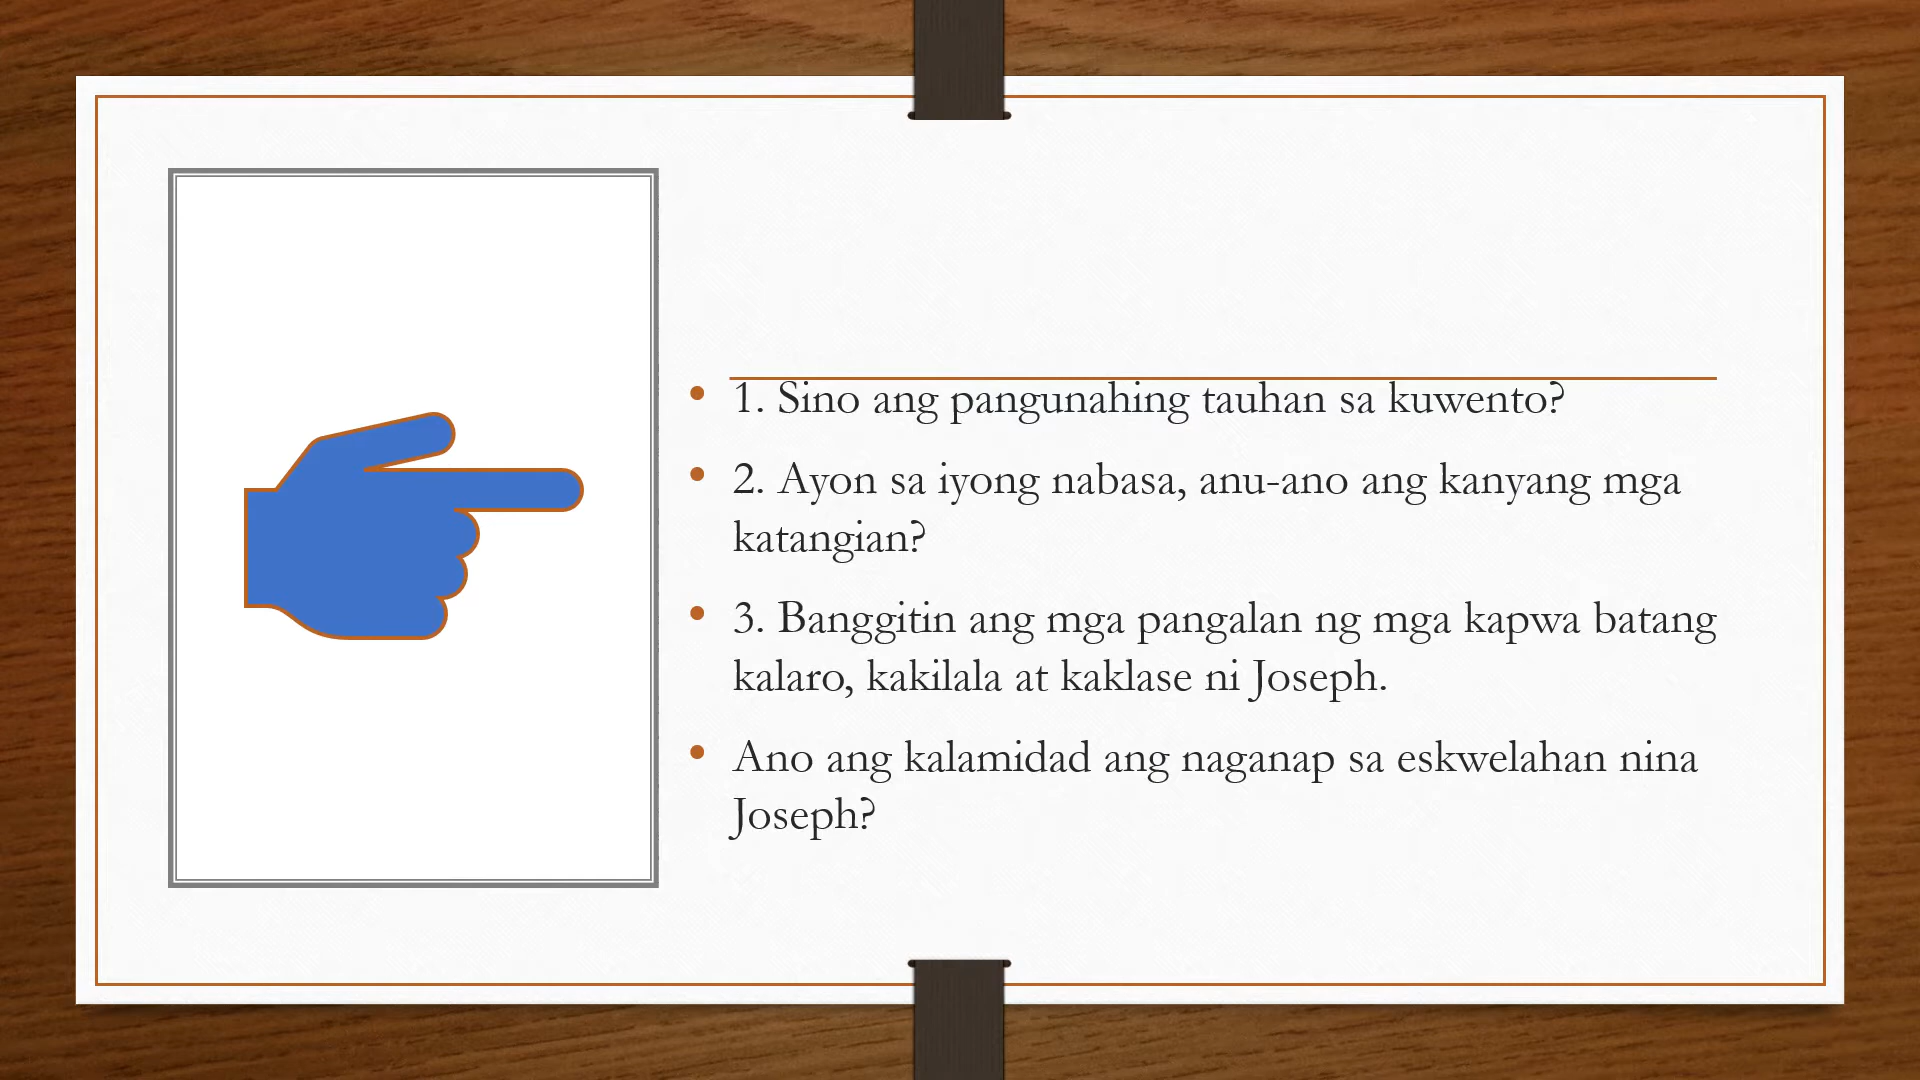 • 1. Sino ang pangunahing tauhan sa kuwento?
• 2. Ayon sa iyong nabasa, anu-ano ang kanyang mga
katangian?
• 3. Banggitin ang mga pangalan ng mga kapwa batang
kalaro, kakilala at kaklase ni Joseph.
• Ano ang kalamidad ang naganap sa eskwelahan nina
Joseph?